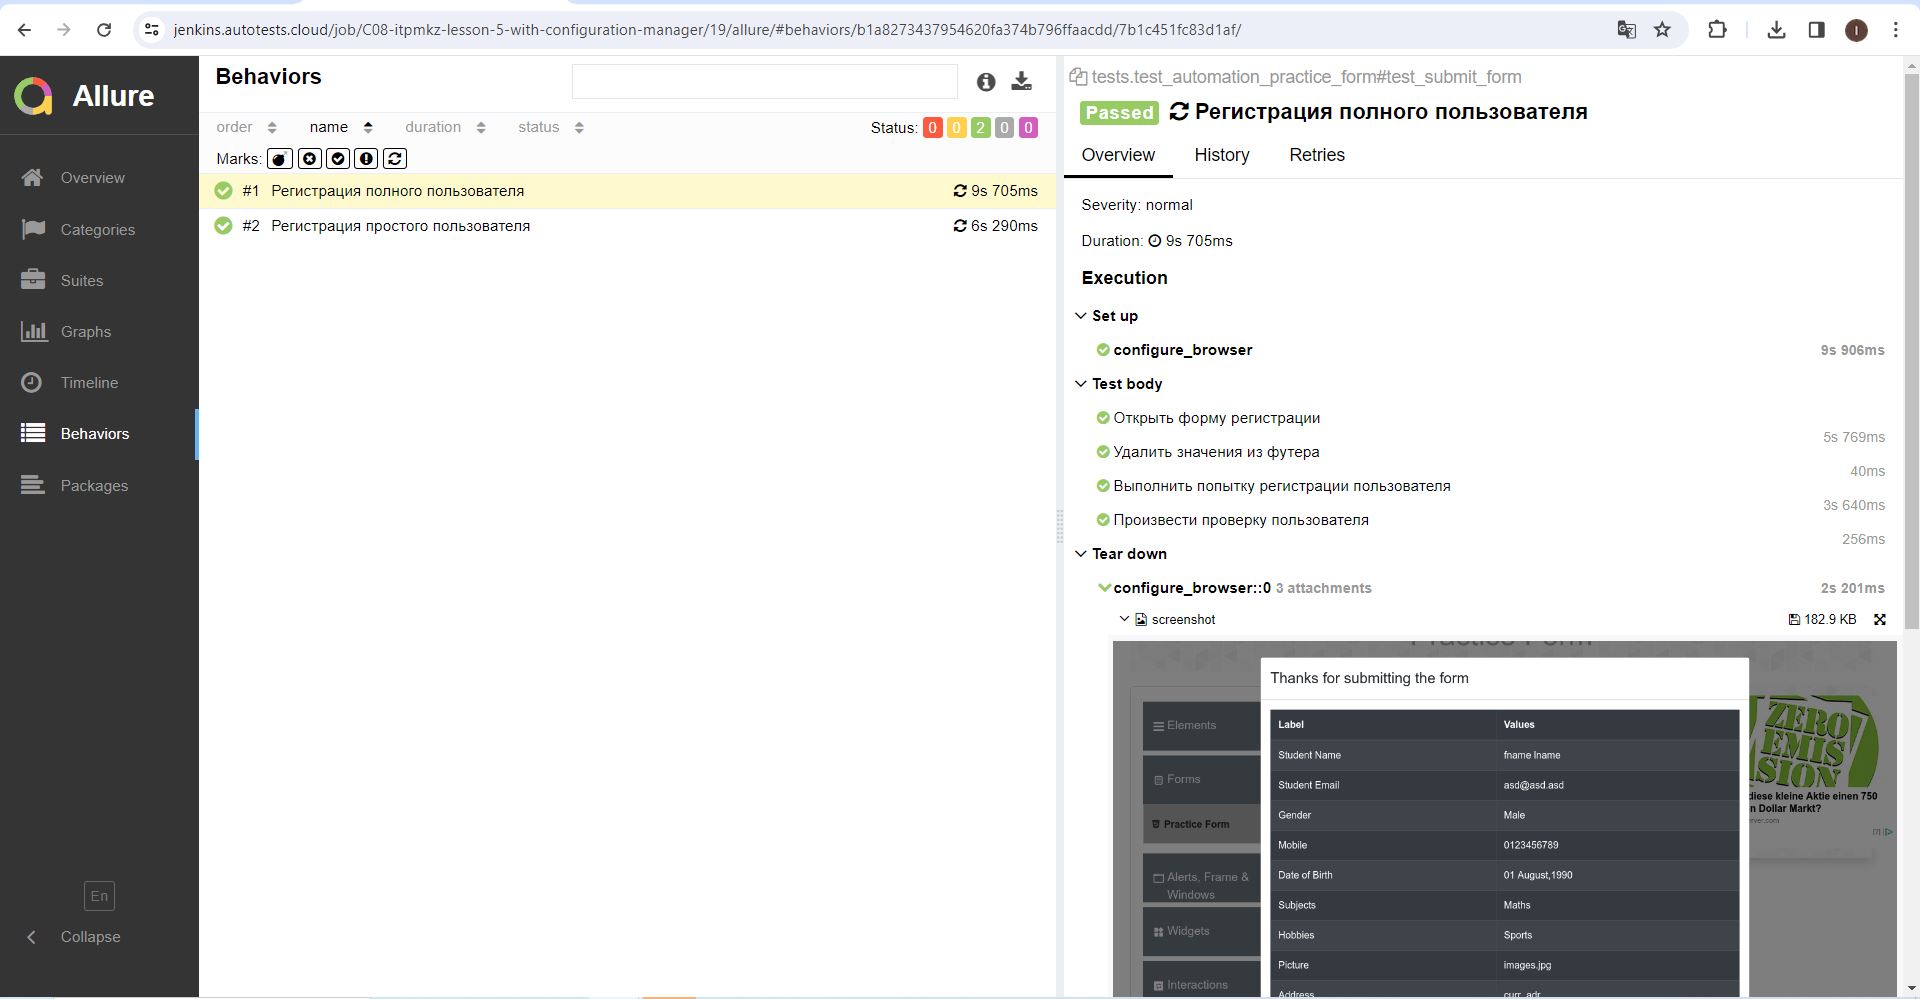 jenkins.autotests.cloud/job/C08-itpmkz-lesson-5-with-configuration-manager/19/allure/#behaviors/b1a8273437954620fa374b796ffaacdd/7b1c451fc83d1af/
I
Allure
Overview
Categories
Suites
Graphs
Timeline
Behaviors
Packages
En
Collapse
Behaviors
order name duration status Status: 0 0 2 0 0
Marks:
#1 Регистрация полного пользователя 9s 705ms
#2 Регистрация простого пользователя 6s 290ms
tests.test_automation_practice_form#test_submit_form
Passed Регистрация полного пользователя
Overview History Retries
Severity: normal
Duration: 9s 705ms
Execution
Set up
configure_browser 9s 906ms
Test body
Открыть форму регистрации
5s 769ms
Удалить значения из футера
40ms
Выполнить попытку регистрации пользователя
3s 640ms
Произвести проверку пользователя
256ms
Tear down
configure_browser::0 3 attachments 2s 201ms
screenshot 182.9 KB
Practice Form
Elements
Forms
Practice Form
Alerts, Frame &
Windows
Widgets
Interactions
Thanks for submitting the form
Label Values
Student Name fname lname
Student Email asd@asd.asd
Gender Male
Mobile 0123456789
Date of Birth 01 August,1990
Subjects Maths
Hobbies Sports
Picture images.jpg
Address curr_adr
ZERO
EMIS
SION
diese kleine Aktie einen 750
n Dollar Markt?